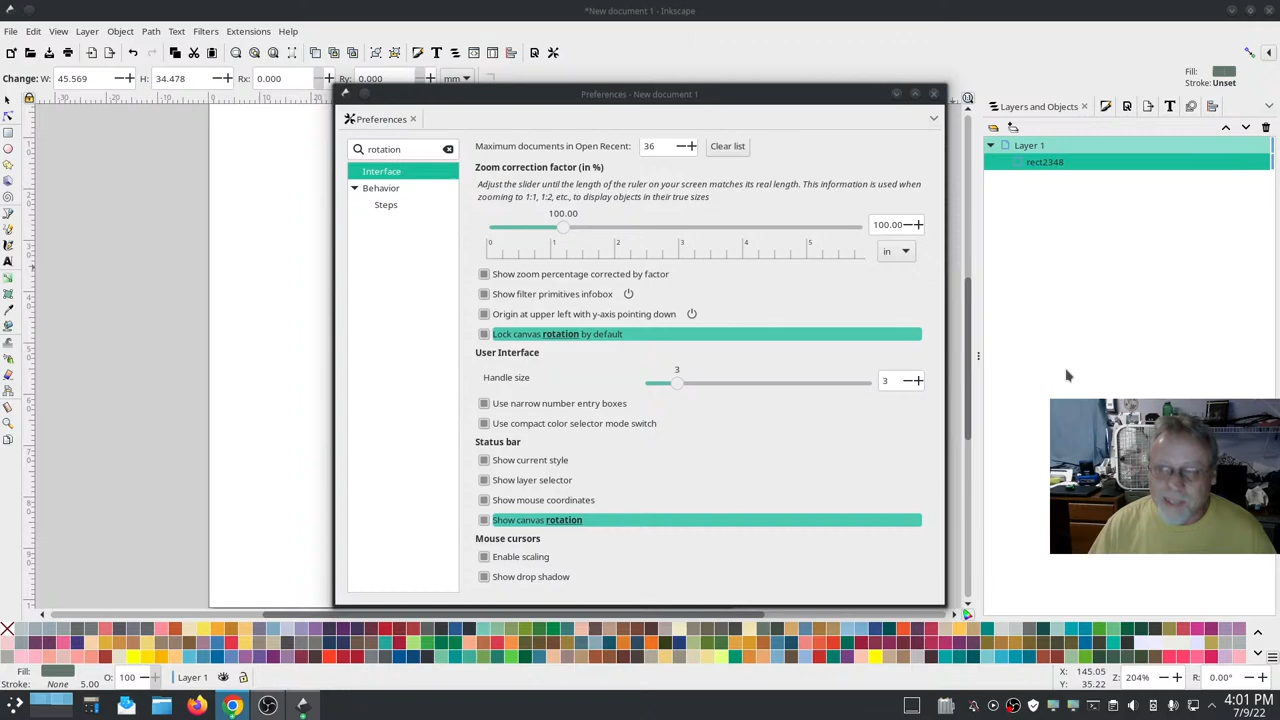 *New document 1 - Inkscape
File Edit View Layer Object Path Text Filters Extensions Help
Change: W: 45.569 H: 34.478 Rx: 0.000 Ry: 0.000 mm
Fill:
Stroke: Unset
Preferences - New document 1
Preferences
Layers and Objects
rotation
Interface
Behavior
Steps
Maximum documents in Open Recent: 36 Clear list
Zoom correction factor (in %)
Adjust the slider until the length of the ruler on your screen matches its real length. This information is used when
zooming to 1:1, 1:2, etc., to display objects in their true sizes
100.00
100.00
0 1 2 3 4 5
in
Show zoom percentage corrected by factor
Show filter primitives infobox
Origin at upper left with y-axis pointing down
Lock canvas rotation by default
User Interface
3
Handle size 3
Use narrow number entry boxes
Use compact color selector mode switch
Status bar
Show current style
Show layer selector
Show mouse coordinates
Show canvas rotation
Mouse cursors
Enable scaling
Show drop shadow
Layer 1
rect2348
Fill:
Stroke: None 5.00
O: 100
Layer 1
X: 145.05
Y: 35.22
Z: 204%
R: 0.00°
4:01 PM
7/9/22